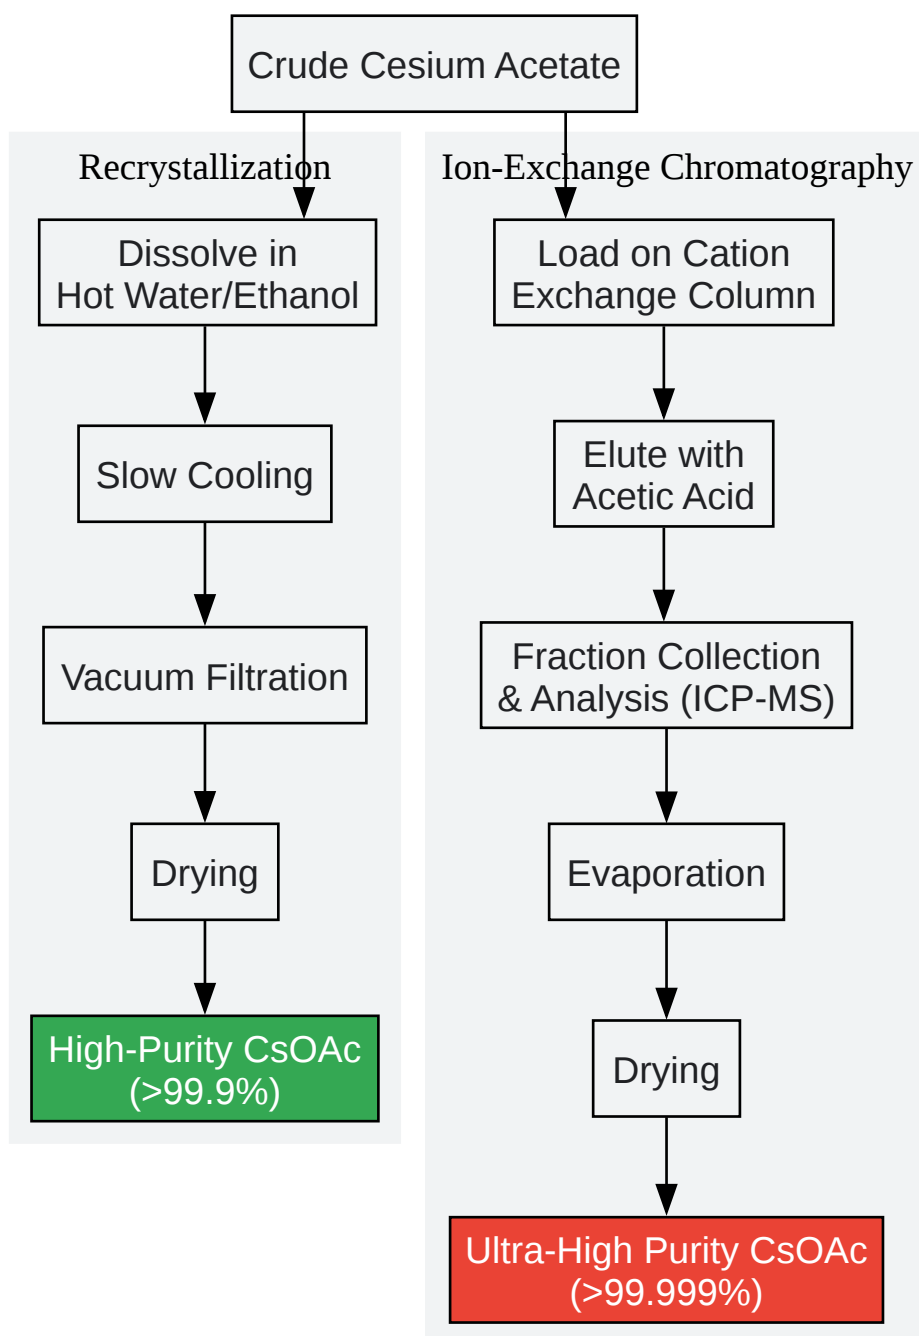 Crude Cesium Acetate
Recrystallization
Dissolve in
Hot Water/Ethanol
Slow Cooling
Vacuum Filtration
Drying
High-Purity CsOAc
(>99.9%)
Ion-Exchange Chromatography
Load on Cation
Exchange Column
Elute with
Acetic Acid
Fraction Collection
& Analysis (ICP-MS)
Evaporation
Drying
Ultra-High Purity CsOAc
(>99.999%)